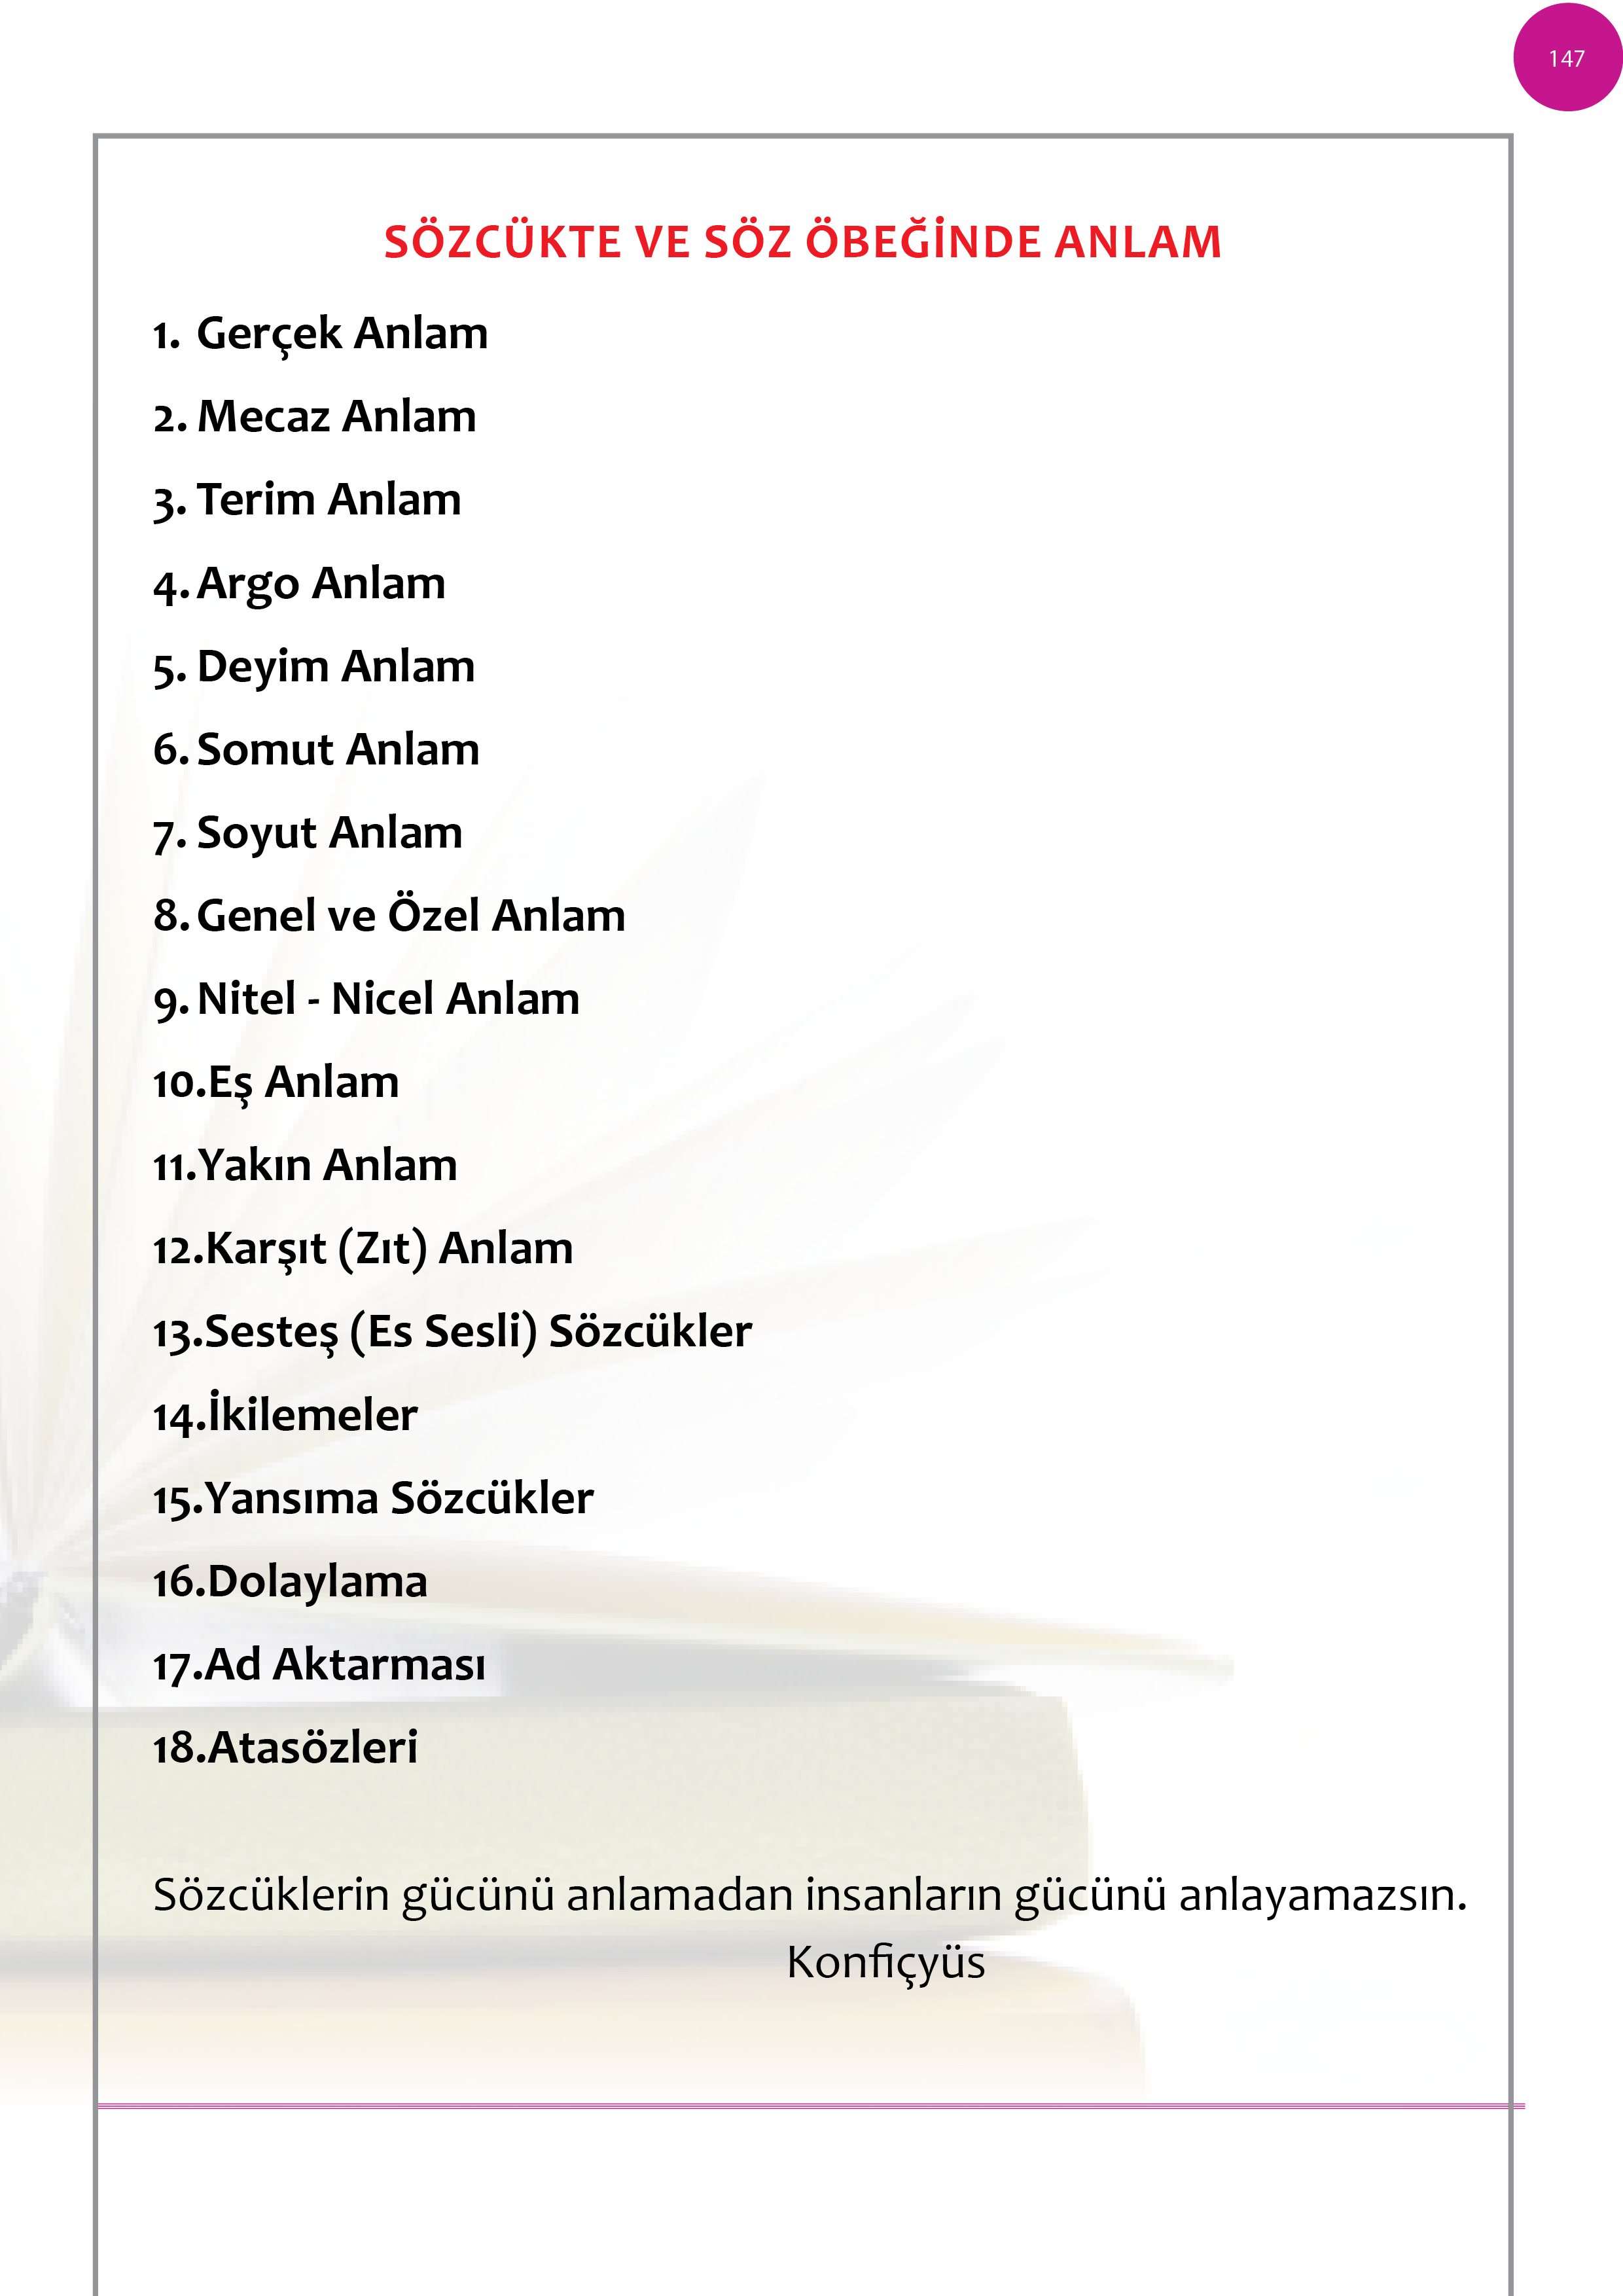 147
SÖZCÜKTE VE SÖZ ÖBEĞİNDE ANLAM
1. Gerçek Anlam
2. Mecaz Anlam
3. Terim Anlam
4. Argo Anlam
5. Deyim Anlam
6. Somut Anlam
7. Soyut Anlam
8. Genel ve Özel Anlam
9. Nitel - Nicel Anlam
10.Eş Anlam
11.Yakın Anlam
12.Karşıt (Zıt) Anlam
13.Sesteş (Es Sesli) Sözcükler
14.İkilemeler
15.Yansıma Sözcükler
16.Dolaylama
17.Ad Aktarması
18.Atasözleri
Sözcüklerin gücünü anlamadan insanların gücünü anlayamazsın.
Konfiçyüs